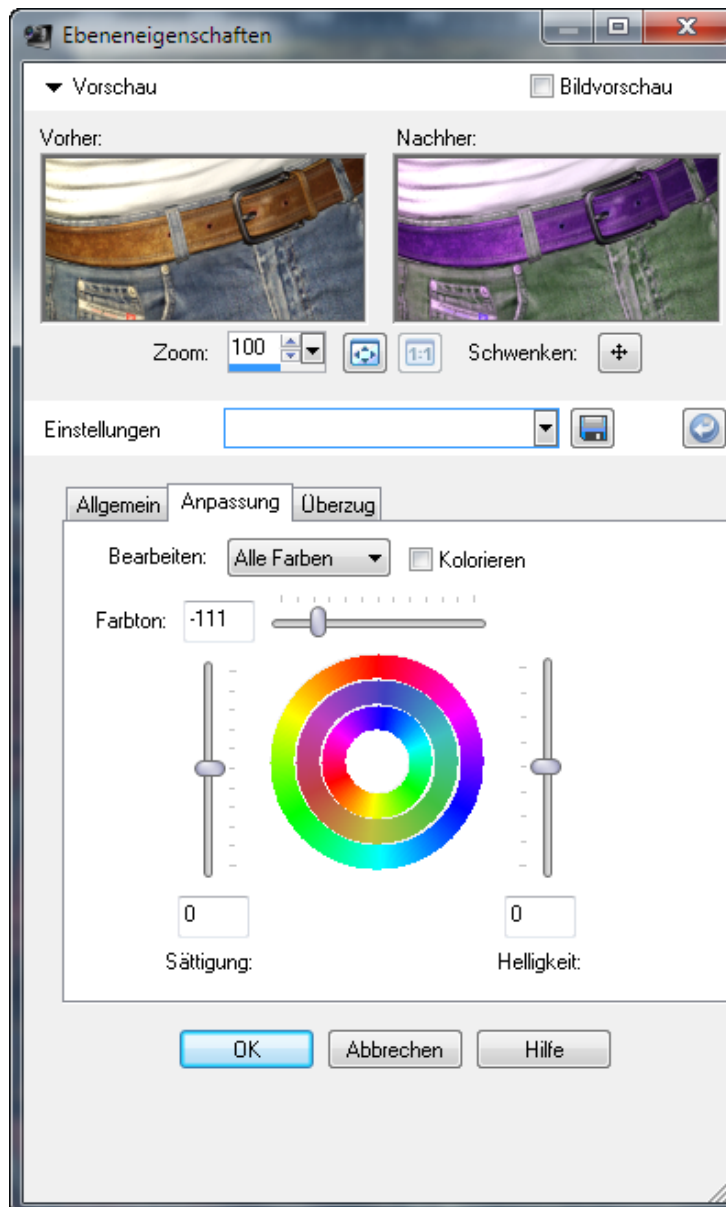 Ebeneneigenschaften
Vorschau
Bildvorschau
Vorher:
Nachher:
Zoom: 100
1:1
Schwenken:
Einstellungen
Allgemein Anpassung Überzug
Bearbeiten: Alle Farben Kolorieren
Farbton: -111
0 0
Sättigung: Helligkeit:
OK Abbrechen Hilfe